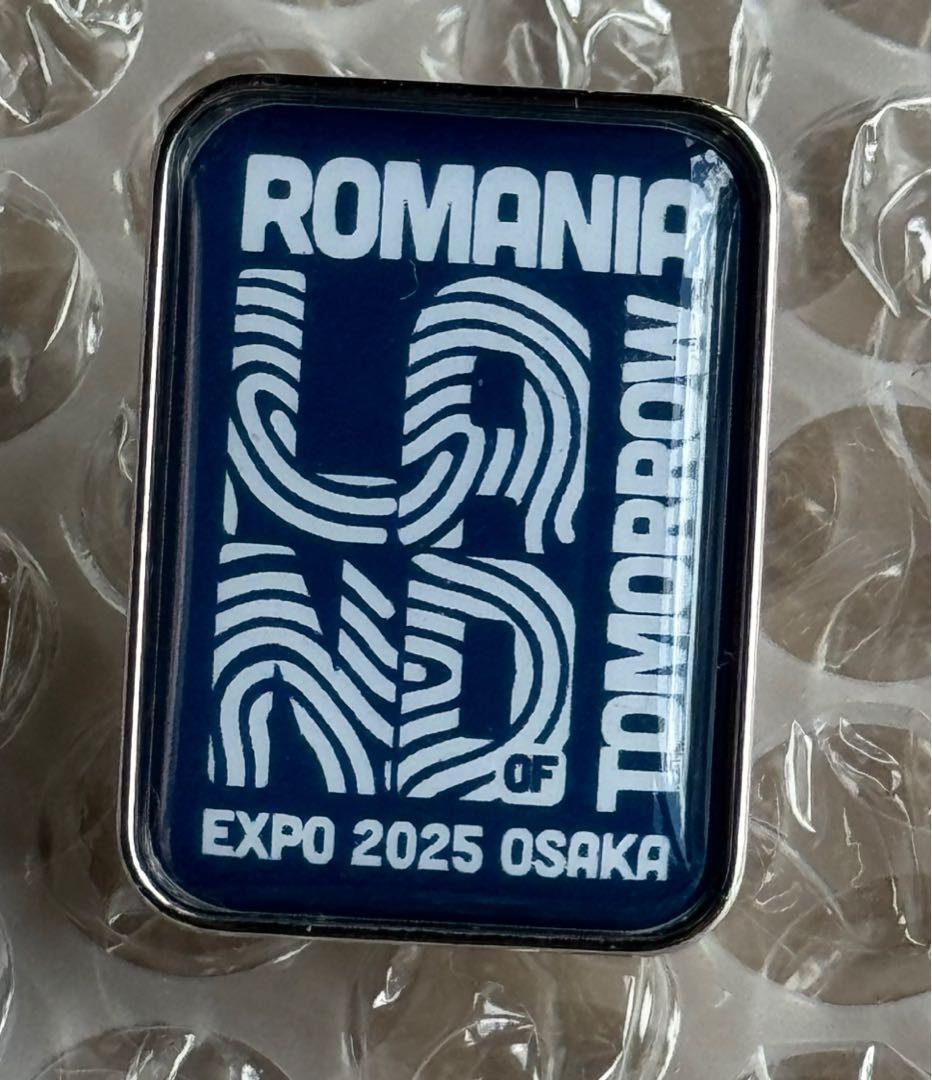 ROMANIA
LAND
OF
TOMORROW
EXPO 2025 OSAKA